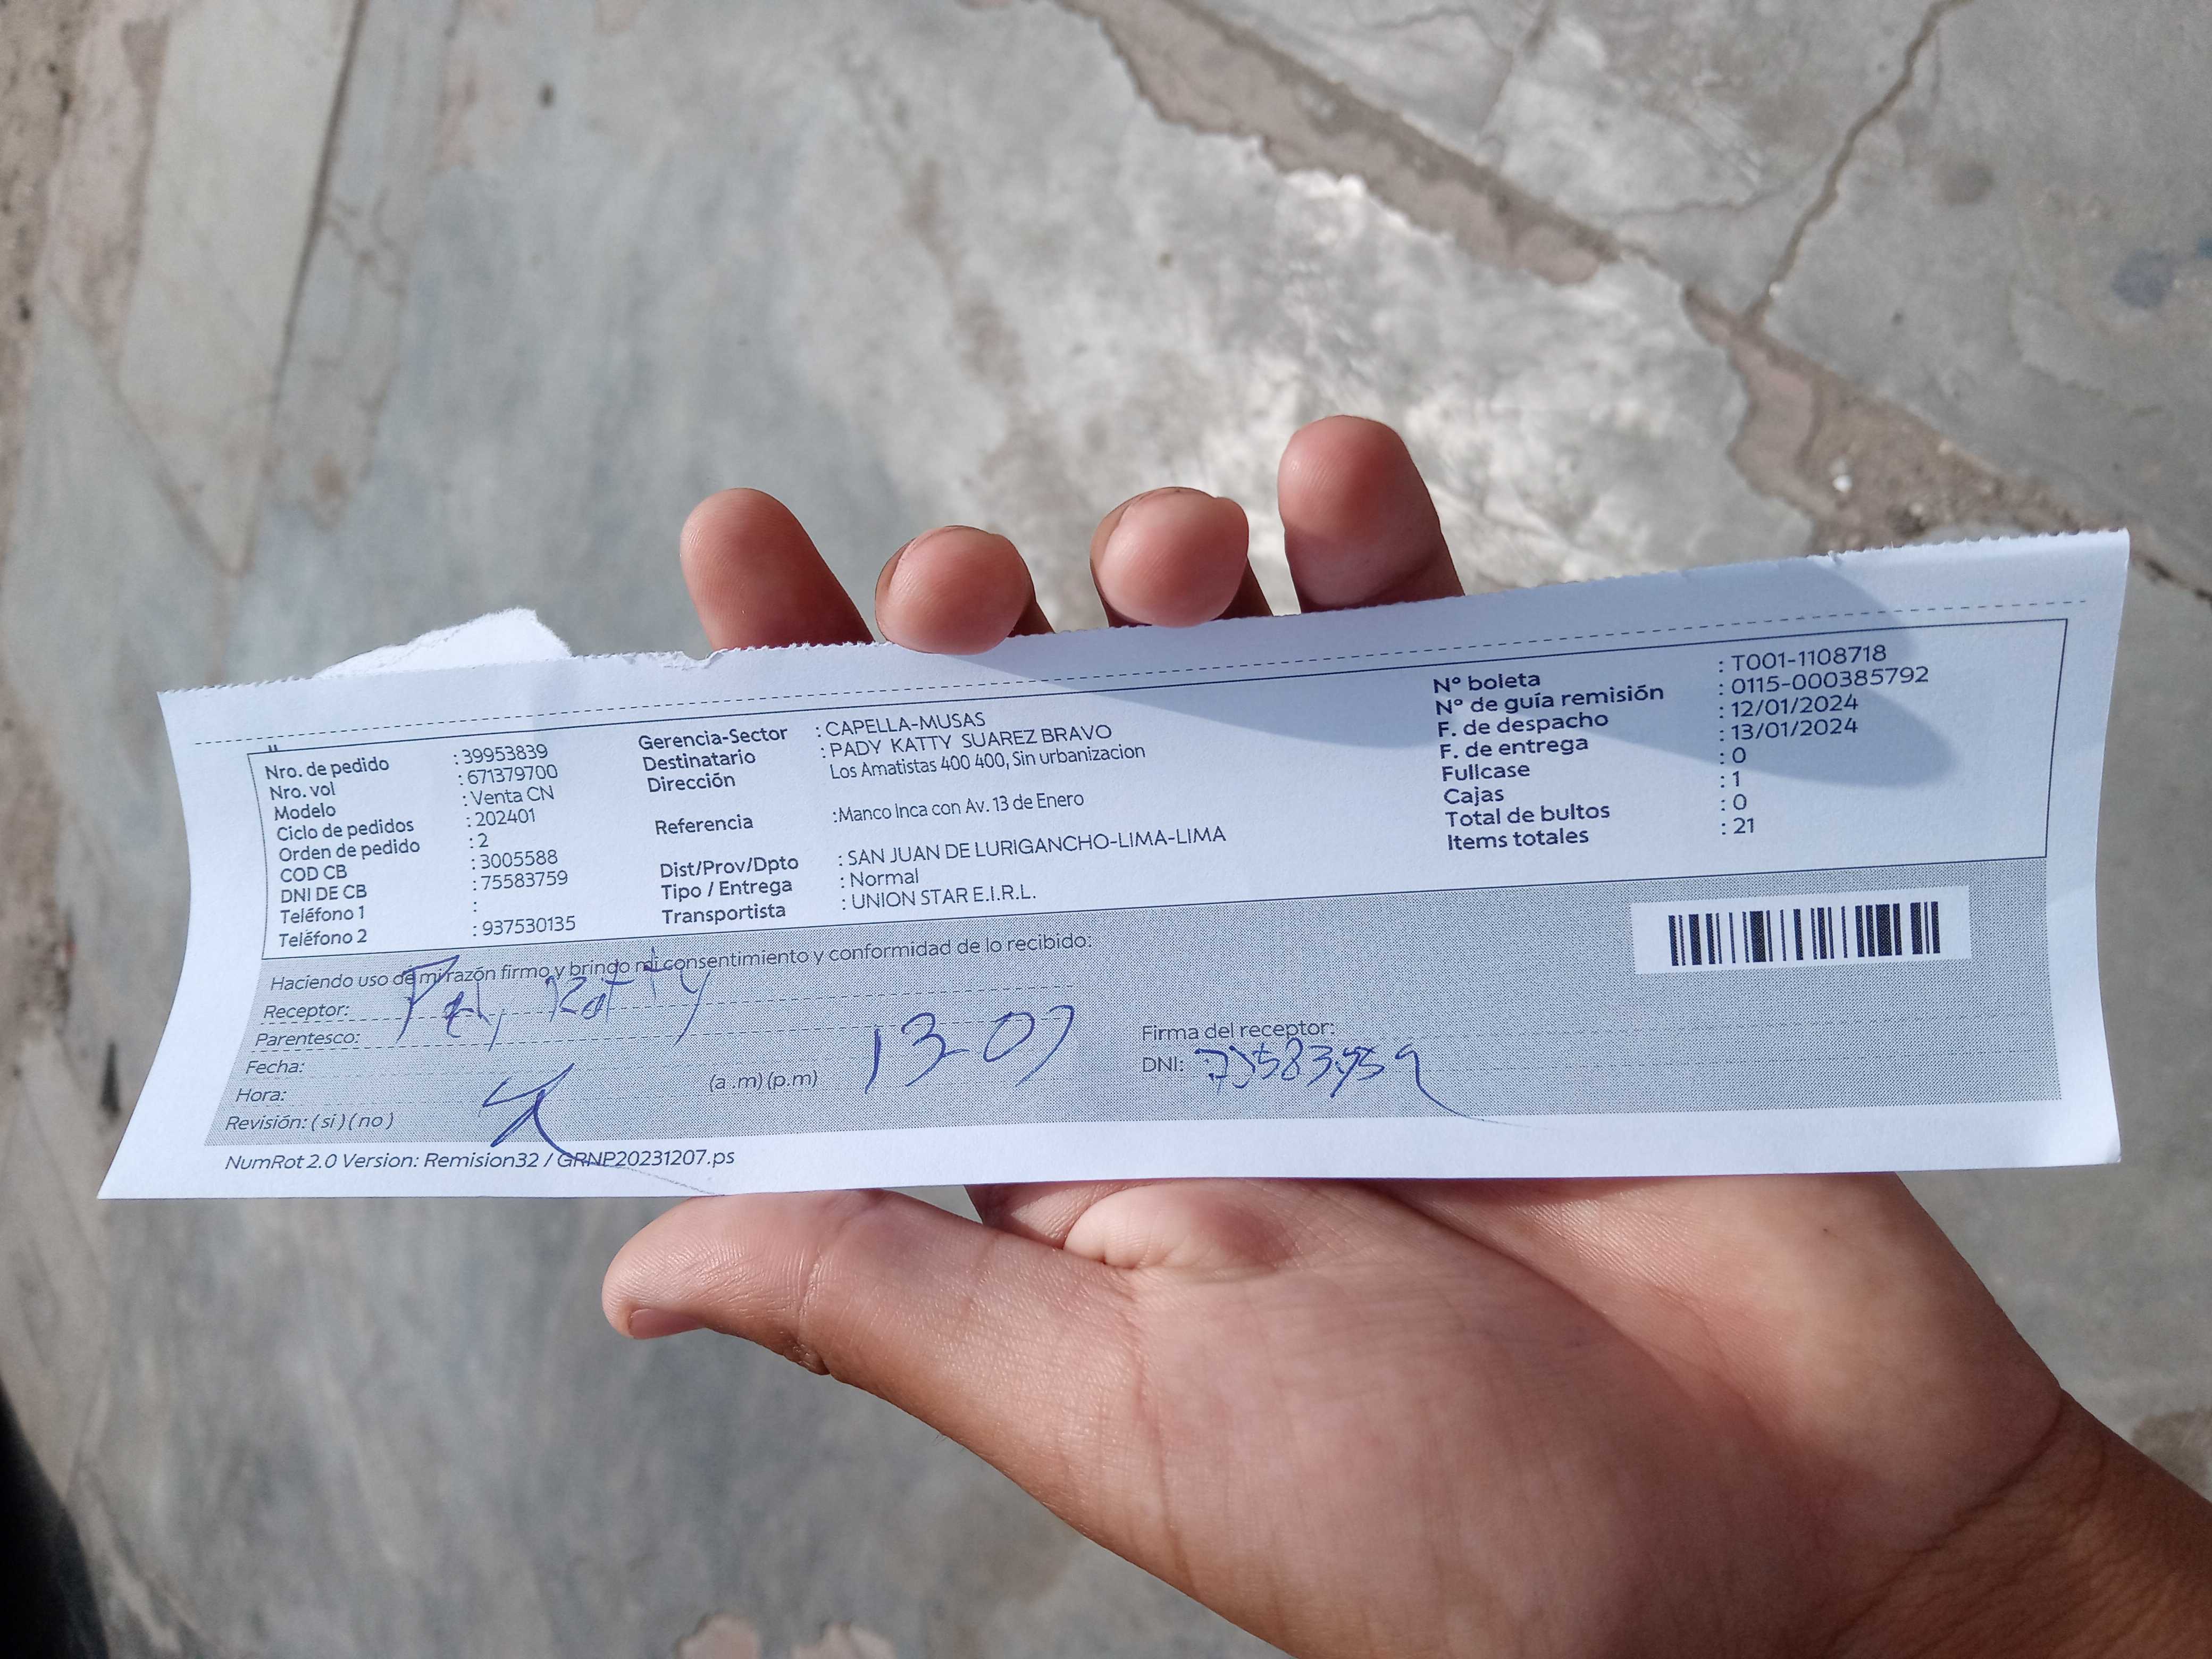 Nro. de pedido : 39953839
Nro. vol : 671379700
Modelo : Venta CN
Ciclo de pedidos : 202401
Orden de pedido : 2
COD CB : 3005588
DNI DE CB : 75583759
Teléfono 1 :
Teléfono 2 : 937530135
Gerencia-Sector : CAPELLA-MUSAS
Destinatario : PADY KATTY SUAREZ BRAVO
Dirección Los Amatistas 400 400, Sin urbanizacion
Referencia :Manco Inca con Av. 13 de Enero
Dist/Prov/Dpto : SAN JUAN DE LURIGANCHO-LIMA-LIMA
Tipo / Entrega : Normal
Transportista : UNION STAR E.I.R.L.
N° boleta : T001-1108718
N° de guía remisión : 0115-000385792
F. de despacho : 12/01/2024
F. de entrega : 13/01/2024
Fullcase : 0
Cajas : 1
Total de bultos : 0
Items totales : 21
Haciendo uso de mi razón firmo y brindo mi consentimiento y conformidad de lo recibido:
Receptor: Katty
Parentesco:
Fecha:
Hora: (a .m) (p.m) 13-07
Revisión: ( si ) ( no )
Firma del receptor:
DNI: 75583759
NumRot 2.0 Version: Remision32 / GRNP20231207.ps